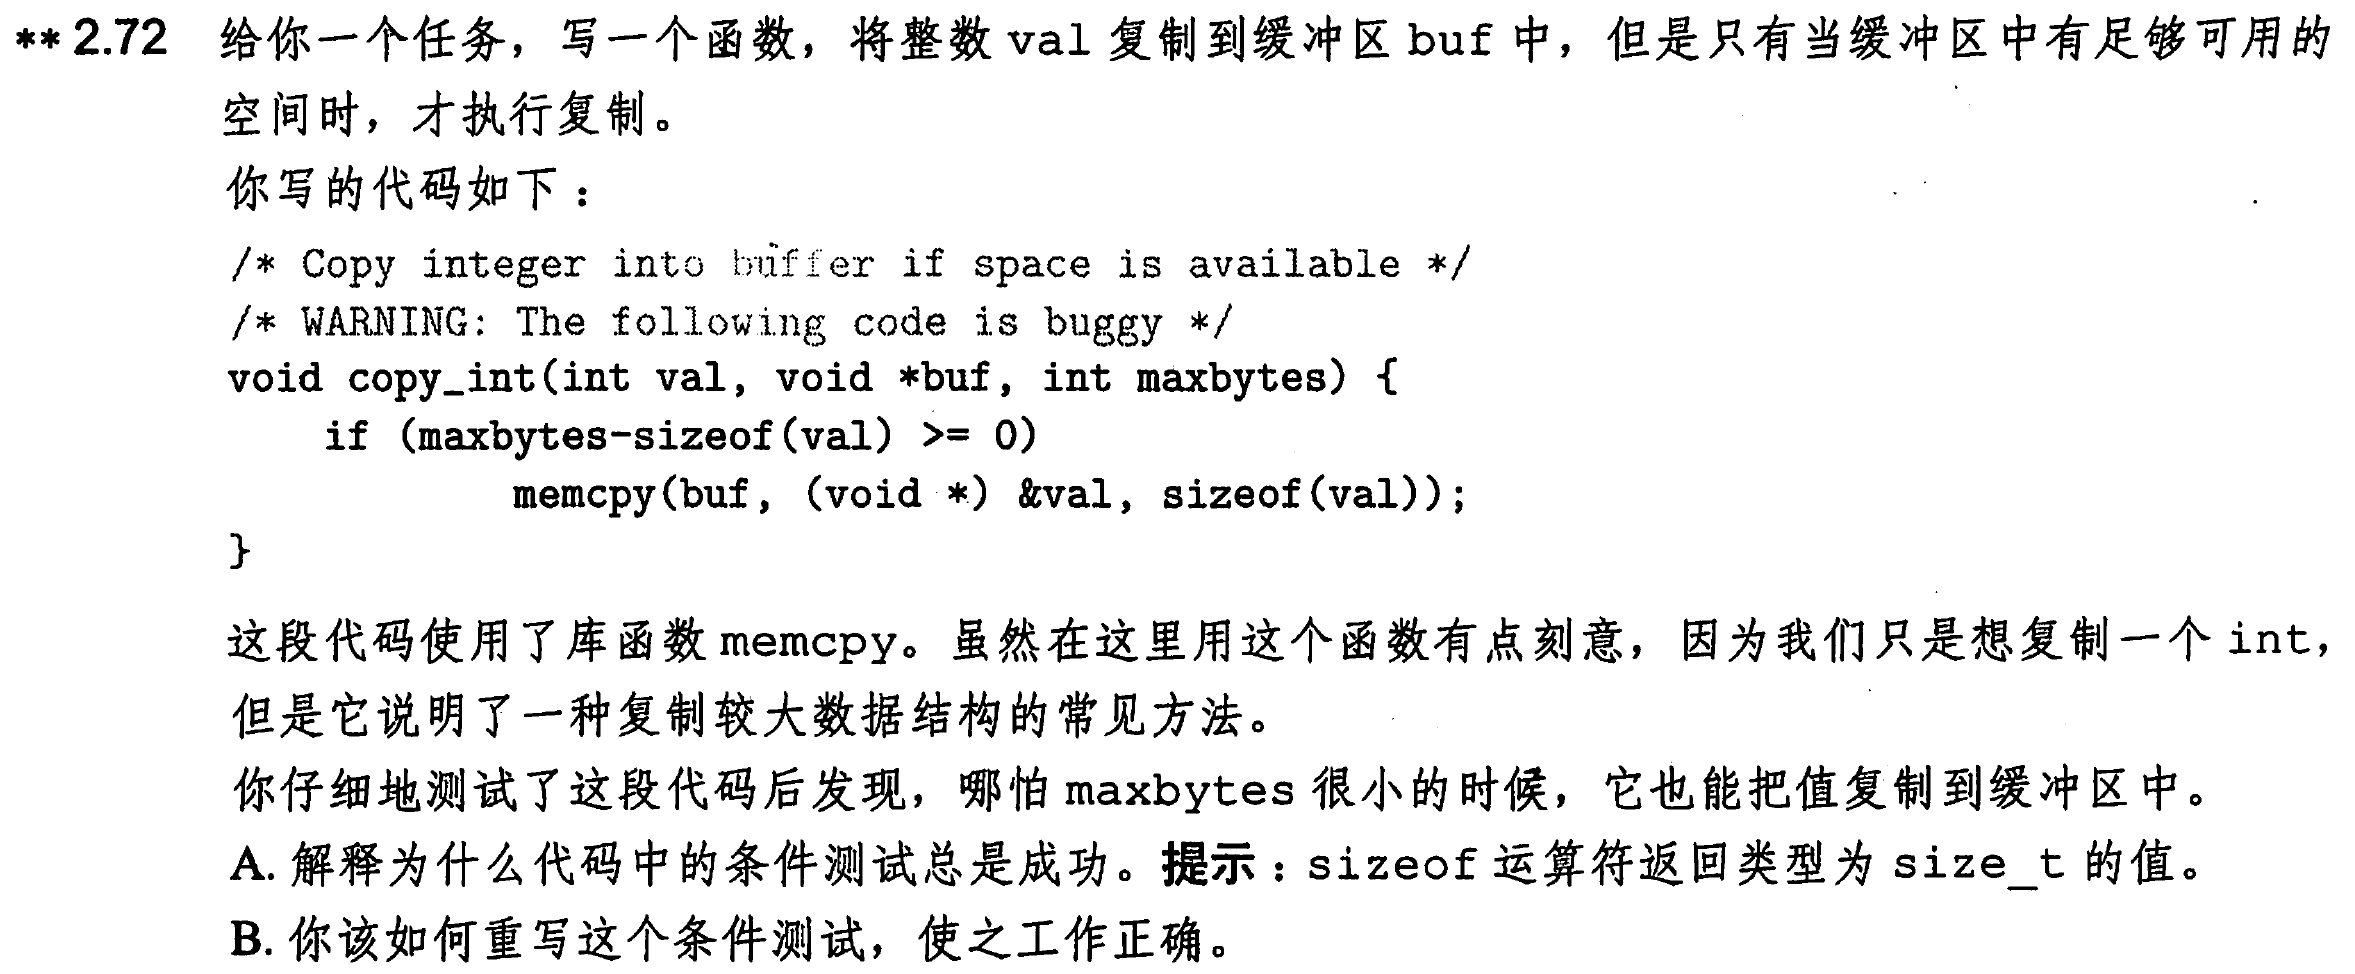 ** 2.72 给你一个任务，写一个函数，将整数 val 复制到缓冲区 buf 中，但是只有当缓冲区中有足够可用的
空间时，才执行复制。
你写的代码如下：
/* Copy integer into buffer if space is available */
/* WARNING: The following code is buggy */
void copy_int(int val, void *buf, int maxbytes) {
    if (maxbytes-sizeof(val) >= 0)
            memcpy(buf, (void *) &val, sizeof(val));
}
这段代码使用了库函数 memcpy。虽然在这里用这个函数有点刻意，因为我们只是想复制一个 int，
但是它说明了一种复制较大数据结构的常见方法。
你仔细地测试了这段代码后发现，哪怕 maxbytes 很小的时候，它也能把值复制到缓冲区中。
A. 解释为什么代码中的条件测试总是成功。提示：sizeof 运算符返回类型为 size_t 的值。
B. 你该如何重写这个条件测试，使之工作正确。